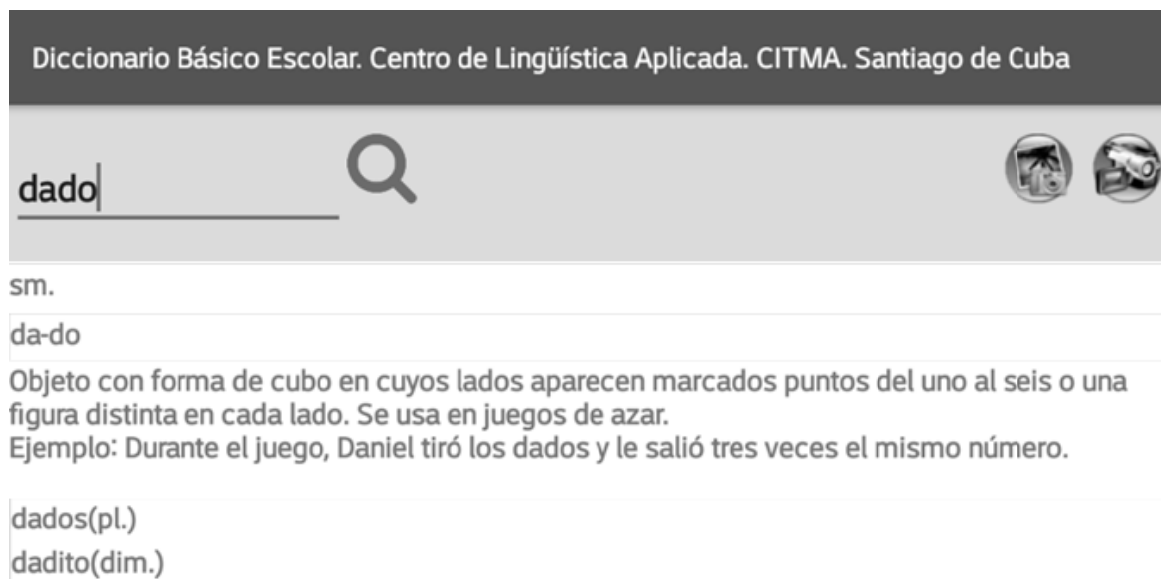 Diccionario Básico Escolar. Centro de Lingüística Aplicada. CITMA. Santiago de Cuba
dado
sm.
da-do
Objeto con forma de cubo en cuyos lados aparecen marcados puntos del uno al seis o una
figura distinta en cada lado. Se usa en juegos de azar.
Ejemplo: Durante el juego, Daniel tiró los dados y le salió tres veces el mismo número.
dados(pl.)
dadito(dim.)